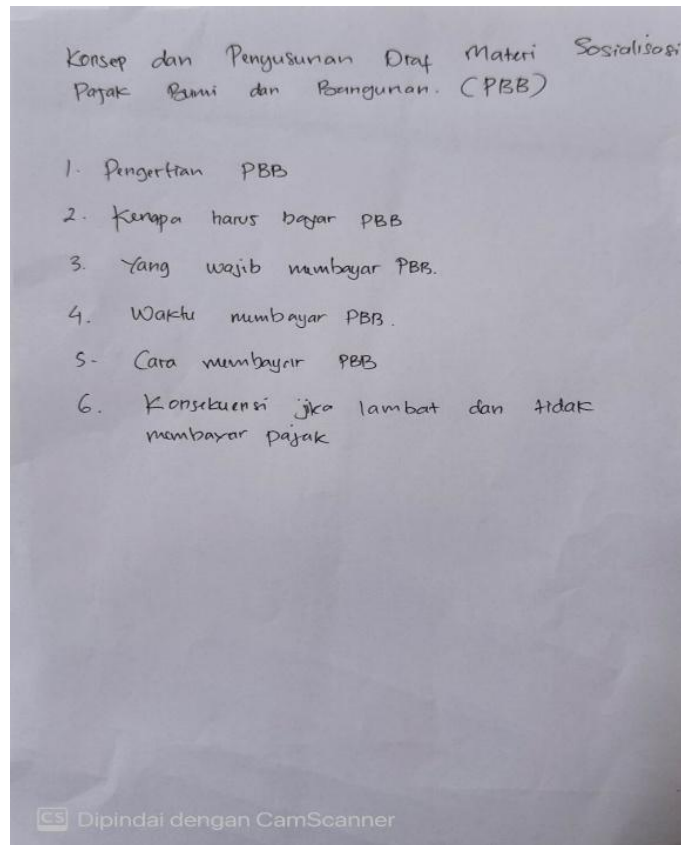 Konsep dan Penyusunan Draf Materi Sosialisasi
Pajak Bumi dan Bangunan. (PBB)
1. Pengertian PBB
2. Kenapa harus bayar PBB
3. Yang wajib membayar PBB.
4. Waktu membayar PBB.
5. Cara membayar PBB
6. Konsekuensi jika lambat dan tidak
membayar pajak
CS Dipindai dengan CamScanner